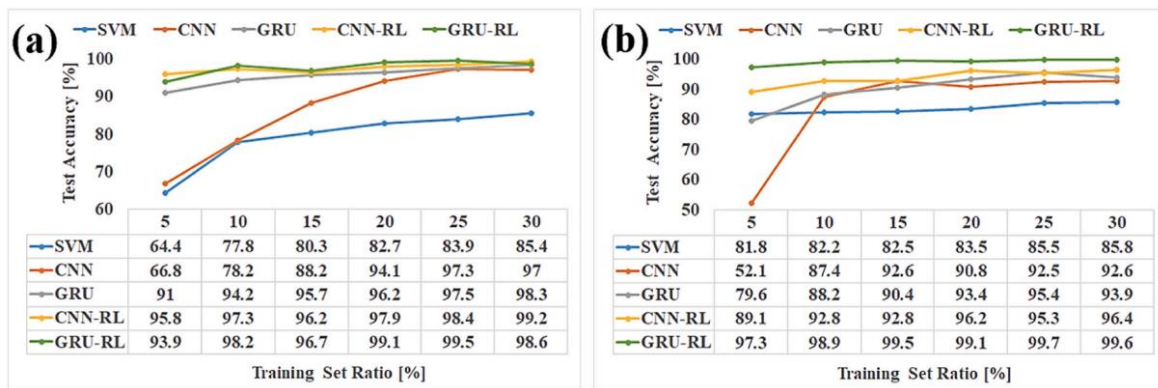 (a)
SVM CNN GRU CNN-RL GRU-RL
Test Accuracy [%]
100
90
80
70
60
5 10 15 20 25 30
SVM 64.4 77.8 80.3 82.7 83.9 85.4
CNN 66.8 78.2 88.2 94.1 97.3 97
GRU 91 94.2 95.7 96.2 97.5 98.3
CNN-RL 95.8 97.3 96.2 97.9 98.4 99.2
GRU-RL 93.9 98.2 96.7 99.1 99.5 98.6
Training Set Ratio [%]
(b)
SVM CNN GRU CNN-RL GRU-RL
Test Accuracy [%]
100
90
80
70
60
50
5 10 15 20 25 30
SVM 81.8 82.2 82.5 83.5 85.5 85.8
CNN 52.1 87.4 92.6 90.8 92.5 92.6
GRU 79.6 88.2 90.4 93.4 95.4 93.9
CNN-RL 89.1 92.8 92.8 96.2 95.3 96.4
GRU-RL 97.3 98.9 99.5 99.1 99.7 99.6
Training Set Ratio [%]